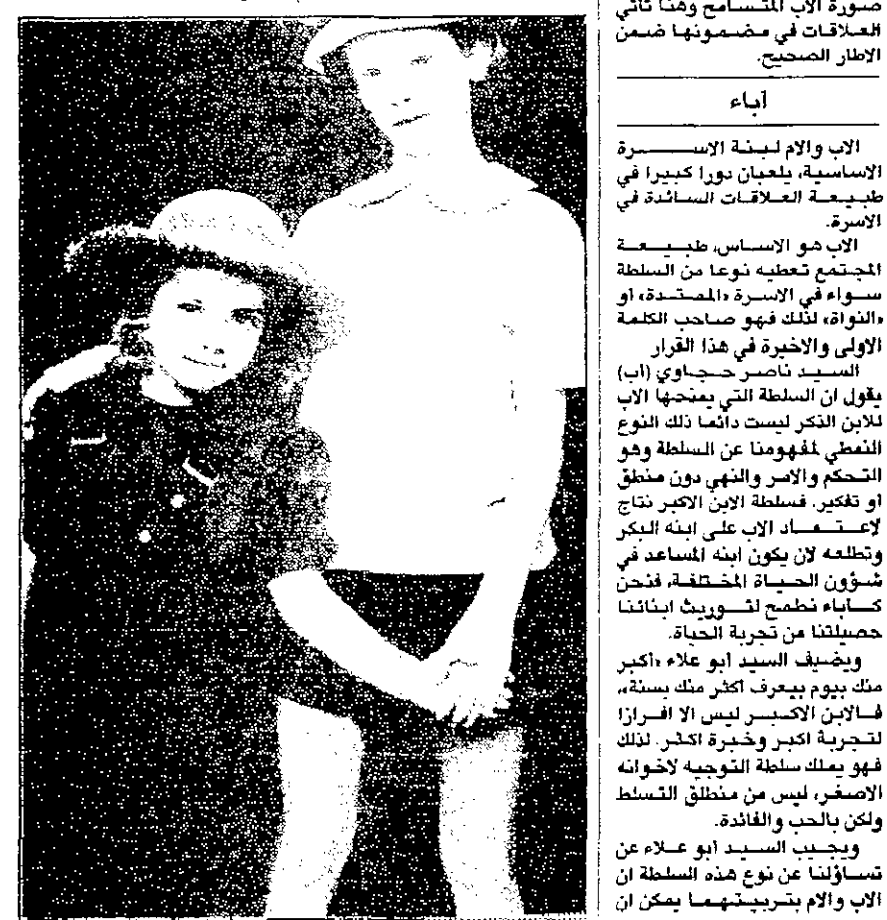 صورة الاب المتسامح وهنا تأتي
العلاقات في مضمونها ضمن
الاطار الصحيح.
آباء
الاب والام لبنة الاسرة
الاساسية، يلعبان دورا كبيرا في
طبيعة العلاقات السائدة في
الاسرة.
الاب هو الاساس، طبيعة
المجتمع تعطيه نوعا من السلطة
سواء في الاسرة «الممتدة» او
«النواة» لذلك فهو صاحب الكلمة
الاولى والاخيرة في هذا القرار
السيد ناصر حجاوي (اب)
يقول ان السلطة التي يمنحها الاب
للابن الذكر ليست دائما ذلك النوع
النمطي لمفهومنا عن السلطة وهو
التحكم والامر والنهي دون منطق
او تفكير. فسلطة الابن الاكبر نتاج
لاعتماد الاب على ابنه البكر
وتطلعه لان يكون ابنه المساعد في
شؤون الحياة المختلفة، فنحن
كاباء نطمح لتوريث ابنائنا
حصيلتنا من تجربة الحياة.
ويضيف السيد ابو علاء «أكبر
منك بيوم بيعرف اكثر منك بسنة»،
فالابن الاكبر ليس الا افرازا
لتجربة اكبر وخبرة اكثر. لذلك
فهو يملك سلطة التوجيه لاخوانه
الاصغر، ليس من منطلق التسلط
ولكن بالحب والفائدة.
ويجيب السيد ابو علاء عن
تساؤلنا عن نوع هذه السلطة ان
الاب والام بتربيتهما يمكن ان